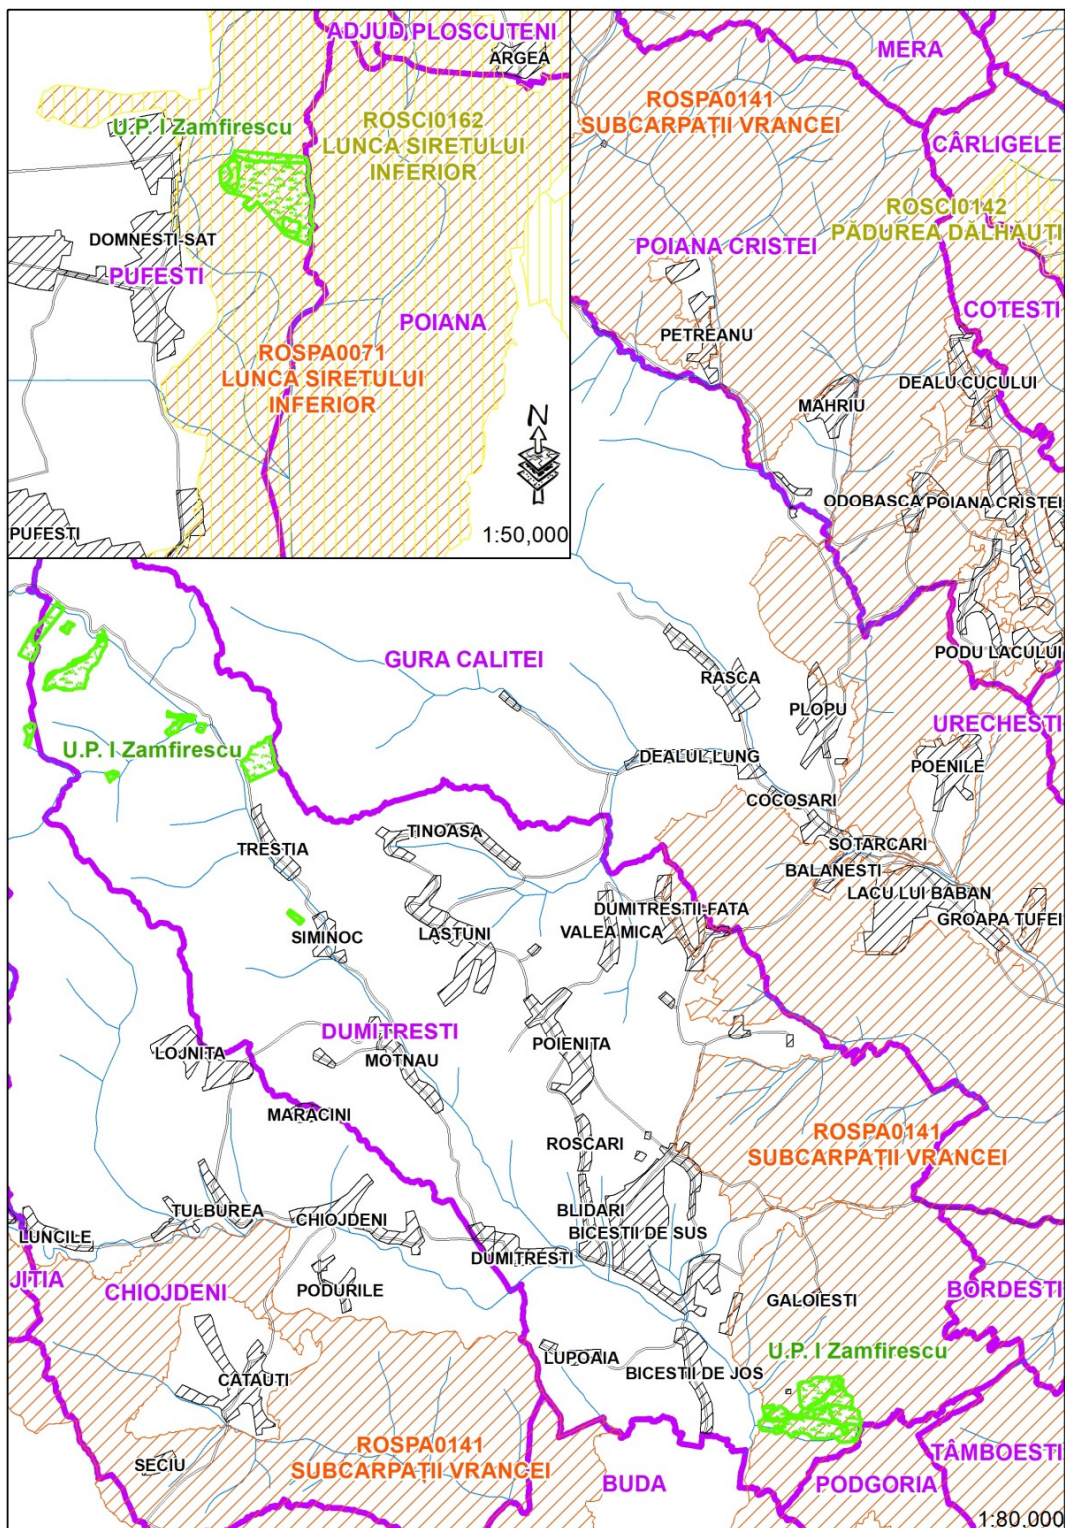 ADJUD PLOSCUTENI
ARGEA
U.P. I Zamfirescu
ROSCI0162
LUNCA SIRETULUI
INFERIOR
DOMNESTI-SAT
PUFESTI
POIANA
ROSPA0071
LUNCA SIRETULUI
INFERIOR
N
PUFESTI
1:50,000
MERA
ROSPA0141
SUBCARPAȚII VRANCEI
CÂRLIGELE
ROSCI0142
PĂDUREA DĂLHĂUȚI
POIANA CRISTEI
COTESTI
PETREANU
DEALU CUCULUI
MAHRIU
ODOBASCA
POIANA CRISTEI
PODU LACULUI
GURA CALITEI
RASCA
PLOPU
URECHESTI
U.P. I Zamfirescu
DEALUL LUNG
POENILE
COCOSARI
TINOASA
TRESTIA
SOTARCARI
BALANESTI
LACU LUI BABAN
DUMITRESTII-FATA
GROAPA TUFEI
SIMINOC
LASTUNI
VALEA MICA
DUMITRESTI
LOJNITA
MOTNAU
POIENITA
MARACINI
ROSCARI
ROSPA0141
SUBCARPAȚII VRANCEI
TULBUREA
CHIOJDENI
BLIDARI
BICESTII DE SUS
LUNCILE
DUMITRESTI
JITIA
CHIOJDENI
PODURILE
GALOIESTI
BORDESTI
U.P. I Zamfirescu
LUPOAIA
BICESTII DE JOS
CATAUTI
ROSPA0141
SUBCARPAȚII VRANCEI
SECIU
BUDA
PODGORIA
TÂMBOESTI
1:80,000